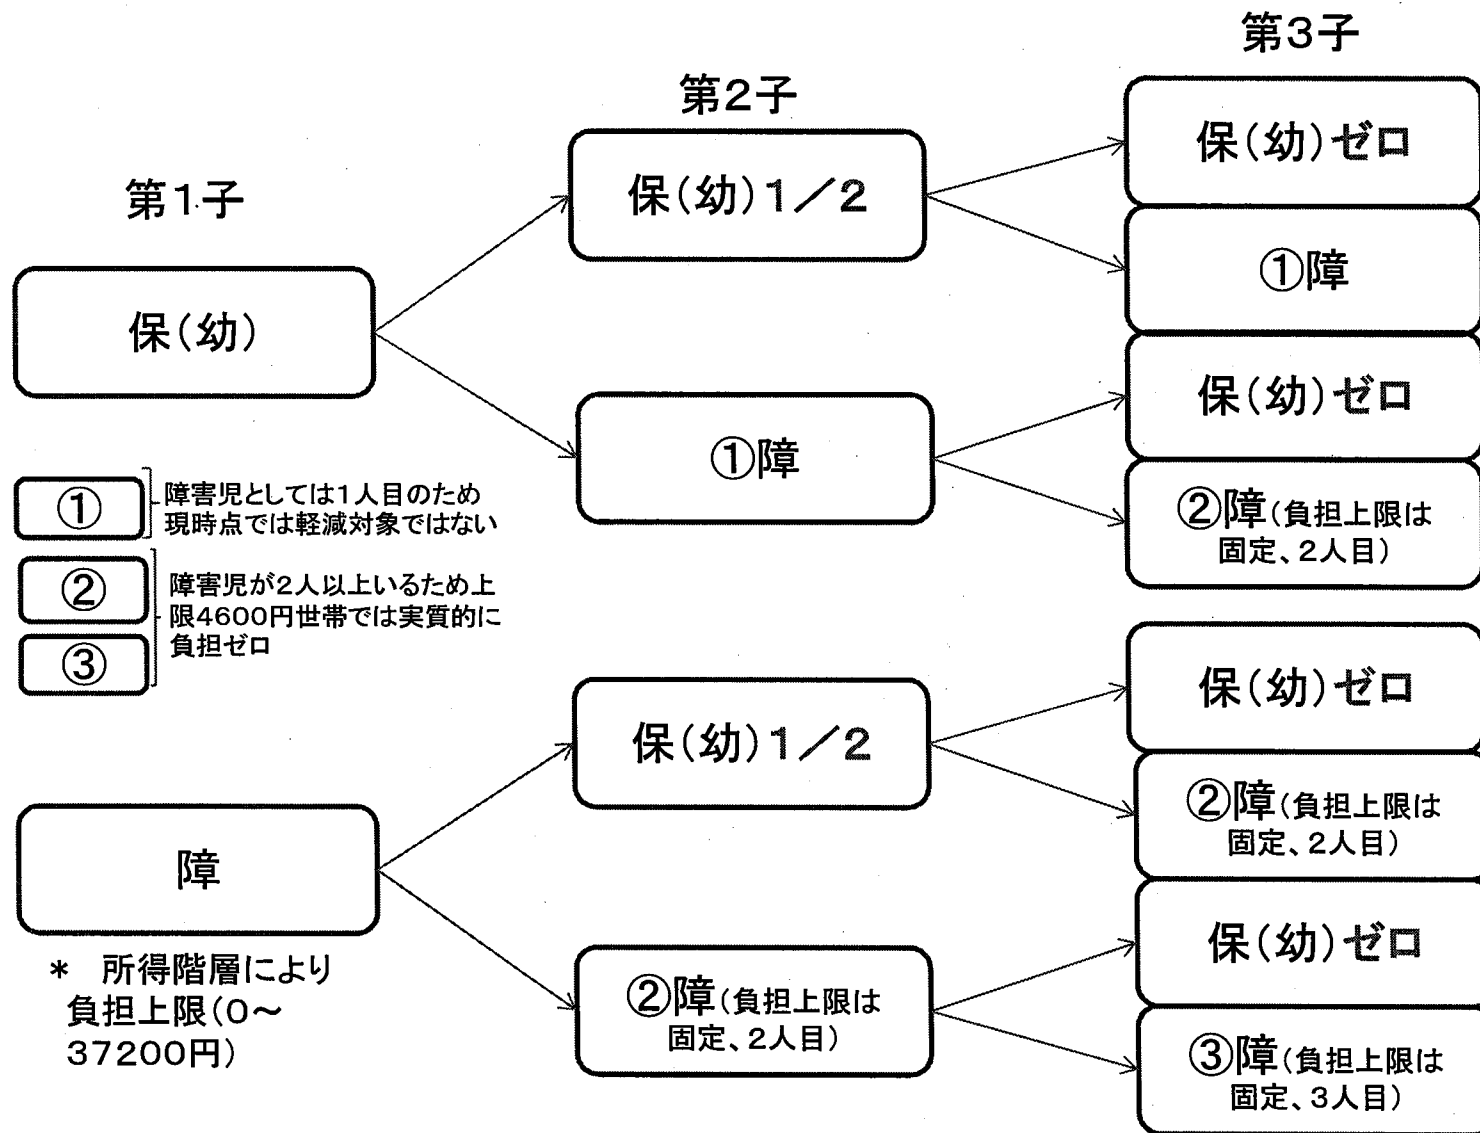 第1子
第2子
第3子
保(幼)
保(幼)1／2
①障
保(幼)ゼロ
①障
保(幼)ゼロ
②障(負担上限は
固定、2人目)
①
障害児としては1人目のため
現時点では軽減対象ではない
②
③
障害児が2人以上いるため上
限4600円世帯では実質的に
負担ゼロ
障
＊　所得階層により
負担上限(0～
37200円)
保(幼)1／2
②障(負担上限は
固定、2人目)
保(幼)ゼロ
②障(負担上限は
固定、2人目)
保(幼)ゼロ
③障(負担上限は
固定、3人目)